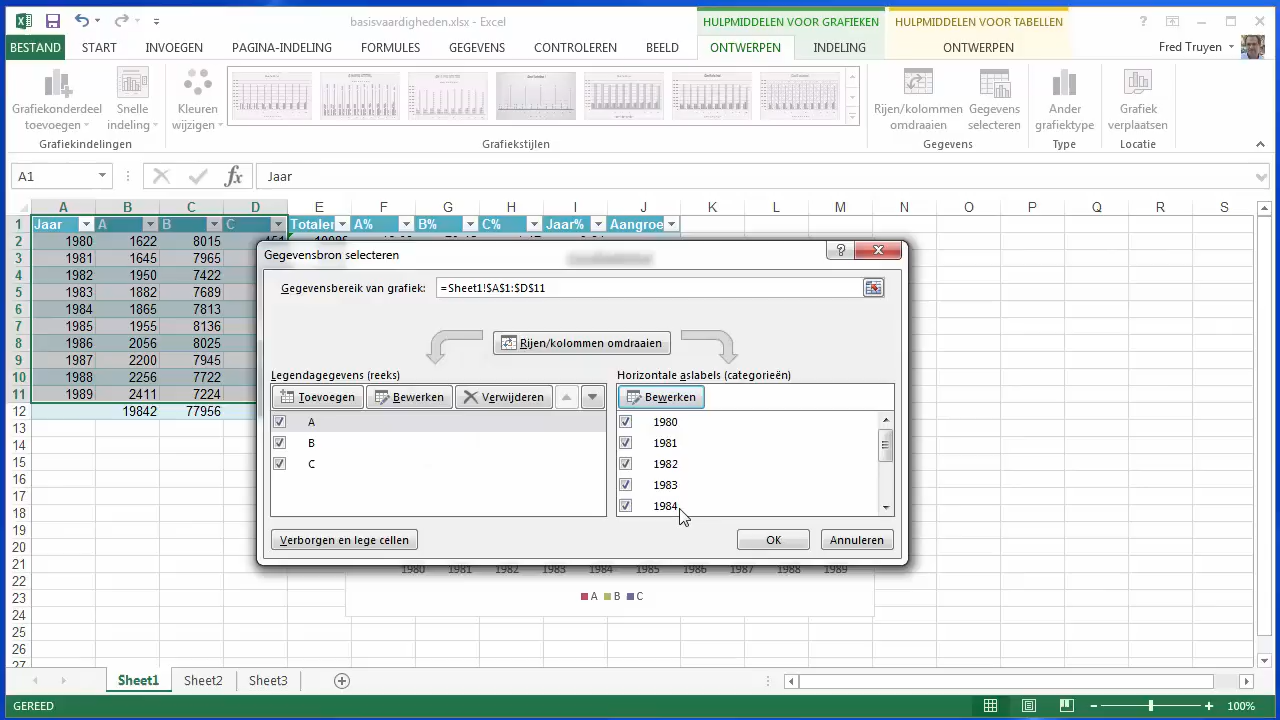 basisvaardigheden.xlsx - Excel
HULPMIDDELEN VOOR GRAFIEKEN
HULPMIDDELEN VOOR TABELLEN
BESTAND START INVOEGEN PAGINA-INDELING FORMULES GEGEVENS CONTROLEREN BEELD ONTWERPEN INDELING ONTWERPEN Fred Truyen
Grafiekonderdeel toevoegen
Snelle indeling
Kleuren wijzigen
Rijen/kolommen omdraaien
Gegevens selecteren
Ander grafiektype
Grafiek verplaatsen
Grafiekindelingen Grafiekstijlen Gegevens Type Locatie
A1 fx Jaar
A B C D E F G H I J K L M N O P Q R S
1 Jaar A B C Totalen A% B% C% Jaar% Aangroe
2 1980 1622 8015
3 1981 1645 7965
4 1982 1950 7422
5 1983 1882 7689
6 1984 1865 7813
7 1985 1955 8136
8 1986 2056 8025
9 1987 2200 7945
10 1988 2256 7722
11 1989 2411 7224
12 19842 77956
13
14
15
16
17
18
19
20
21
22
23
24
25
26
27
Gegevensbron selecteren
Gegevensbereik van grafiek: =Sheet1!$A$1:$D$11
Rijen/kolommen omdraaien
Legendagegevens (reeks)
Toevoegen Bewerken Verwijderen
A
B
C
Horizontale aslabels (categorieën)
Bewerken
1980
1981
1982
1983
1984
Verborgen en lege cellen OK Annuleren
1980 1981 1982 1983 1984 1985 1986 1987 1988 1989
A B C
Sheet1 Sheet2 Sheet3
GEREED 100%